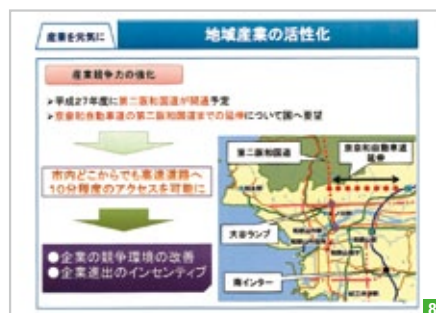 産業を元気に
地域産業の活性化
産業競争力の強化
➢平成27年度に第二阪和国道が開通予定
➢京奈和自動車道の第二阪和国道までの延伸について国へ要望
市内どこからでも高速道路へ
10分程度のアクセスを可能に
●企業の競争環境の改善
●企業進出のインセンティブ
第二阪和国道
京奈和自動車道
延伸
大谷ランプ
南インター
8